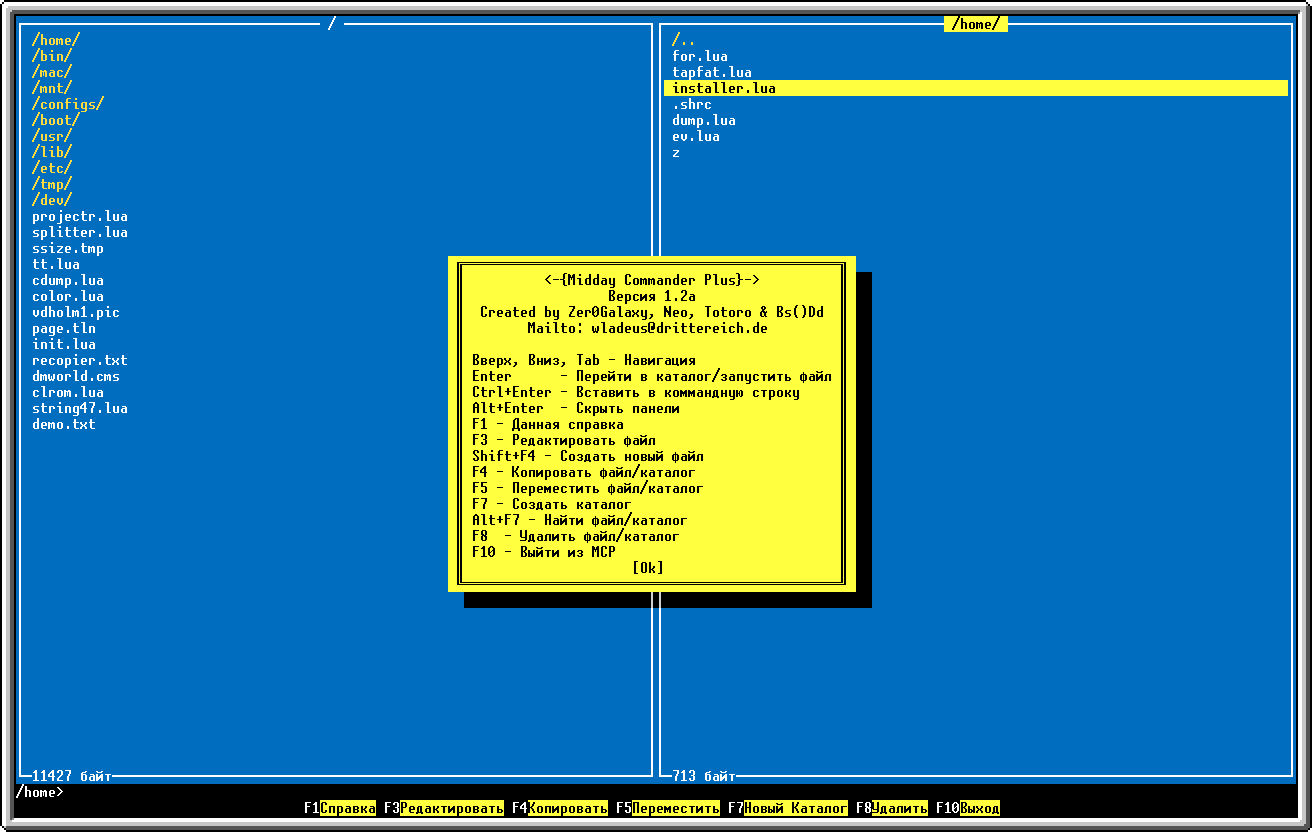 /
/home/
/bin/
/mac/
/mnt/
/configs/
/boot/
/usr/
/lib/
/etc/
/tmp/
/dev/
projectr.lua
splitter.lua
ssize.tmp
tt.lua
cdump.lua
color.lua
vdholm1.pic
page.tln
init.lua
recopier.txt
dmworld.cms
clrom.lua
string47.lua
demo.txt
11427 байт
/home/
/..
for.lua
tapfat.lua
installer.lua
.shrc
dump.lua
ev.lua
z
713 байт
<-{Midday Commander Plus}->
Версия 1.2a
Created by Zer0Galaxy, Neo, Totoro & Bs()Dd
Mailto: wladeus@drittereich.de
Вверх, Вниз, Tab - Навигация
Enter - Перейти в каталог/запустить файл
Ctrl+Enter - Вставить в коммандную строку
Alt+Enter - Скрыть панели
F1 - Данная справка
F3 - Редактировать файл
Shift+F4 - Создать новый файл
F4 - Копировать файл/каталог
F5 - Переместить файл/каталог
F7 - Создать каталог
Alt+F7 - Найти файл/каталог
F8 - Удалить файл/каталог
F10 - Выйти из MCP
[Ok]
/home>
F1Справка F3Редактировать F4Копировать F5Переместить F7Новый Каталог F8Удалить F10Выход